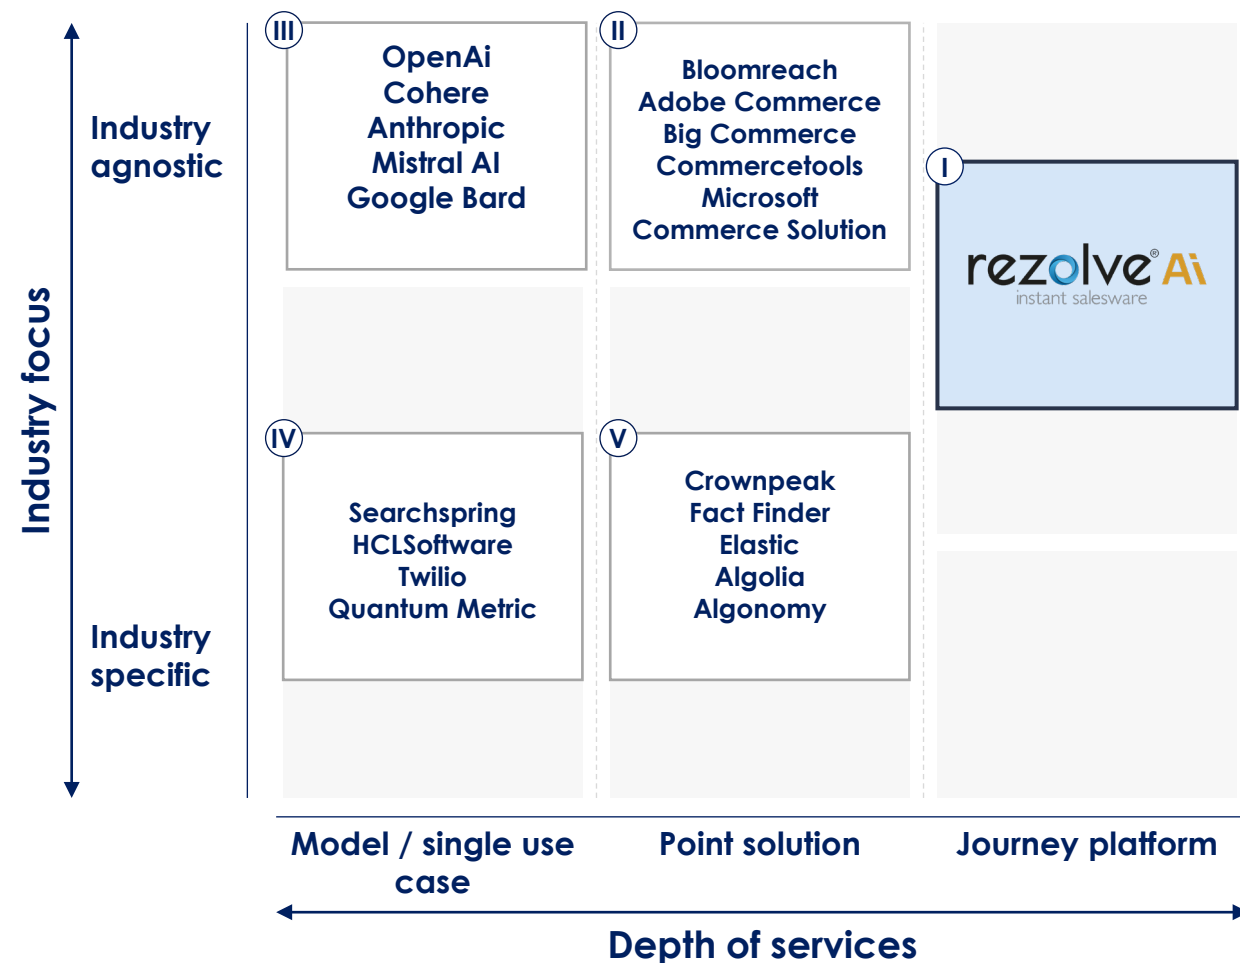 Industry focus
Industry
agnostic
Industry
specific
III
OpenAi
Cohere
Anthropic
Mistral AI
Google Bard
II
Bloomreach
Adobe Commerce
Big Commerce
Commercetools
Microsoft
Commerce Solution
I
rezolve® Ai
instant salesware
IV
Searchspring
HCLSoftware
Twilio
Quantum Metric
V
Crownpeak
Fact Finder
Elastic
Algolia
Algonomy
Model / single use
case
Point solution
Journey platform
Depth of services